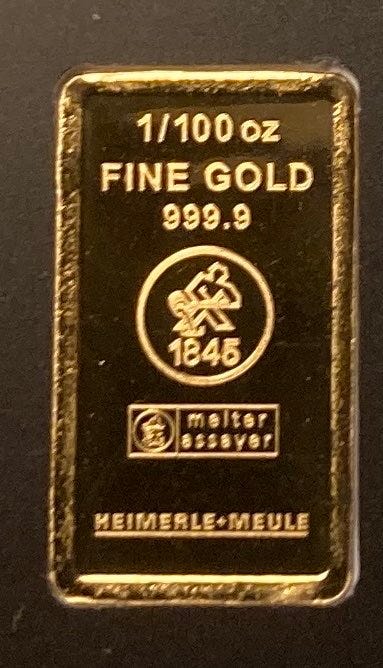 1/100 oz
FINE GOLD
999.9
1845
melter
assayer
HEIMERLE+MEULE